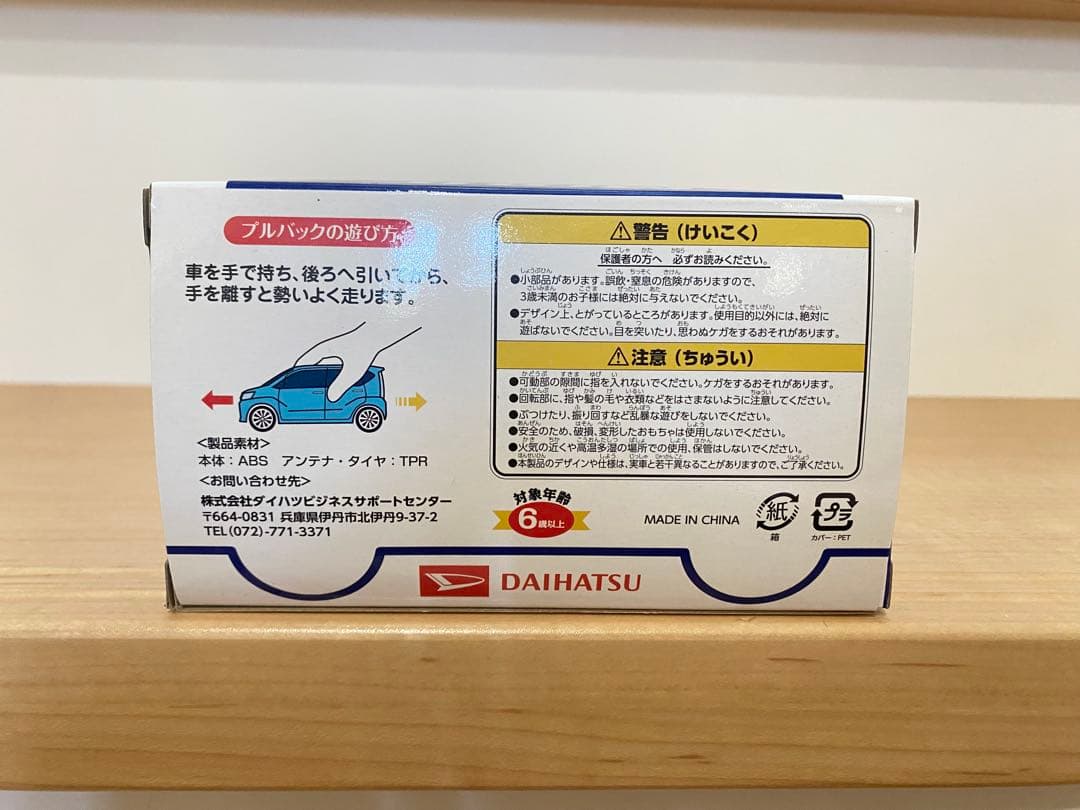 プルバックの遊び方
車を手で持ち、後ろへ引いてから、
手を離すと勢いよく走ります。
<製品素材>
本体：ABS アンテナ・タイヤ：TPR
<お問い合わせ先>
株式会社ダイハツビジネスサポートセンター
〒664-0831 兵庫県伊丹市北伊丹9-37-2
TEL(072)-771-3371
⚠警告（けいこく）
保護者の方へ 必ずお読みください。
●小部品があります。誤飲・窒息の危険がありますので、
3歳未満のお子様には絶対に与えないでください。
●デザイン上、とがっているところがあります。使用目的以外には、絶対に
遊ばないでください。目を突いたり、思わぬケガをするおそれがあります。
⚠注意（ちゅうい）
●可動部の隙間に指を入れないでください。ケガをするおそれがあります。
●回転部に、指や髪の毛や衣類などをはさまないように注意してください。
●ぶつけたり、振り回すなど乱暴な遊びをしないでください。
●安全のため、破損、変形したおもちゃは使用しないでください。
●火気の近くや高温多湿の場所での使用、保管はしないでください。
●本製品のデザインや仕様は、実車と若干異なることがありますので、ご了承ください。
対象年齢
6歳以上
MADE IN CHINA
紙
箱
プラ
カバー：PET
DAIHATSU